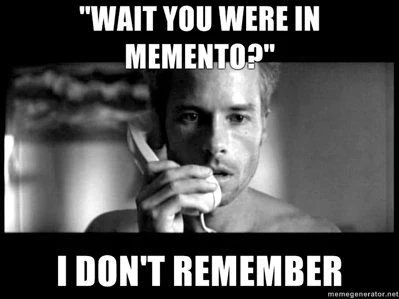 "WAIT YOU WERE IN
MEMENTO?"
I DON'T REMEMBER
memegenerator.net